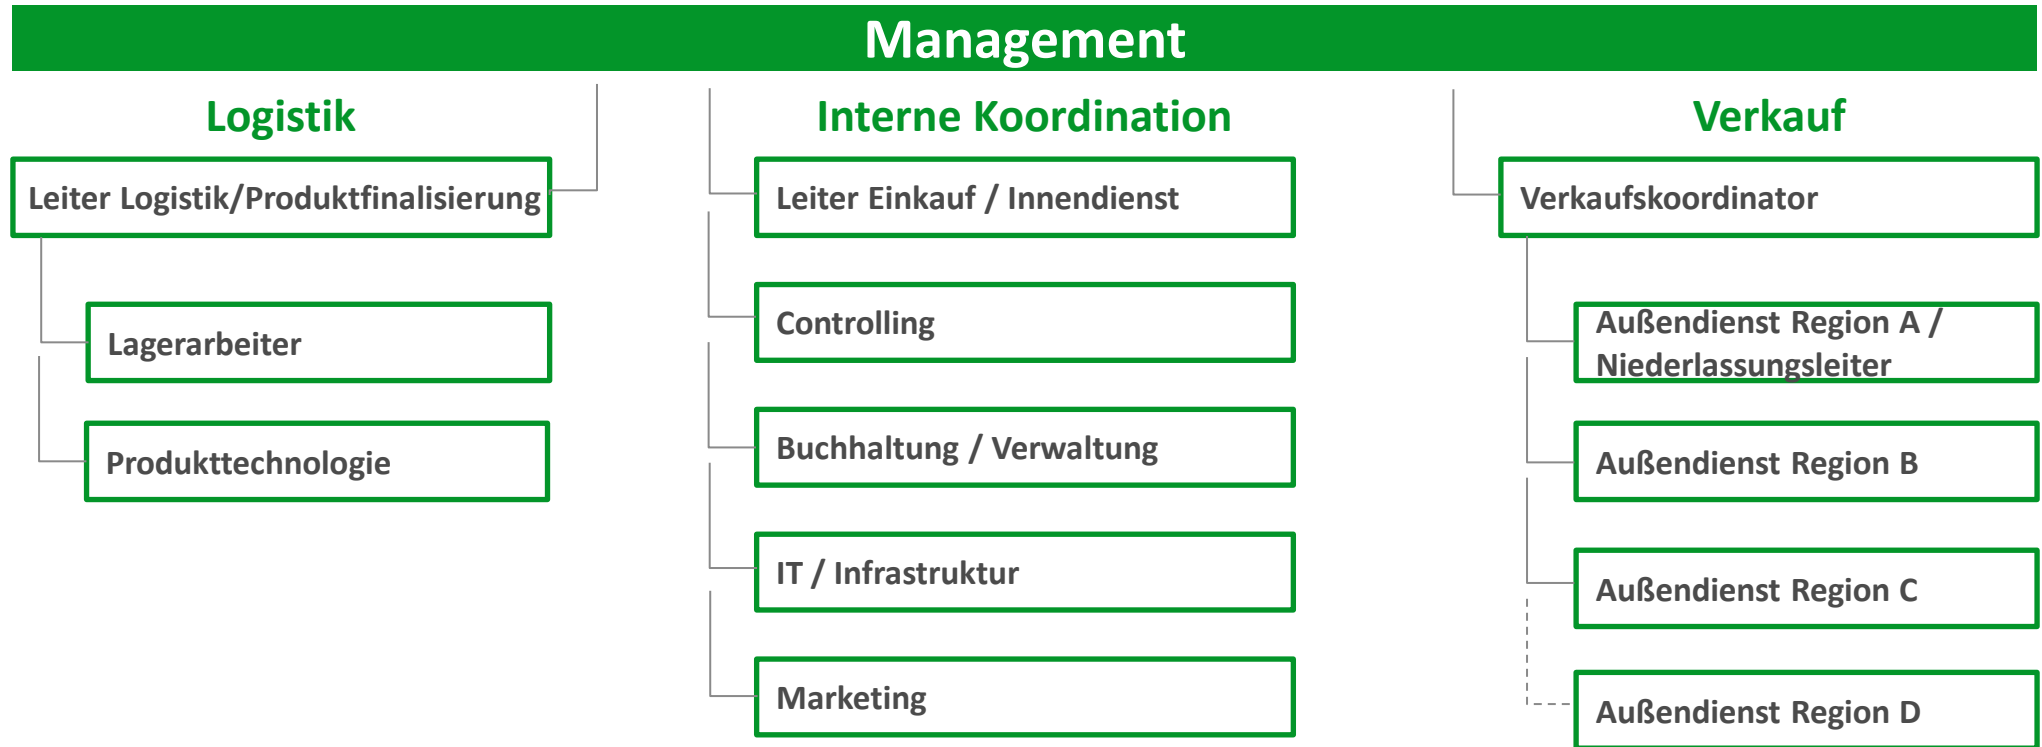 Management
Logistik
Leiter Logistik/Produktfinalisierung
Lagerarbeiter
Produkttechnologie
Interne Koordination
Leiter Einkauf / Innendienst
Controlling
Buchhaltung / Verwaltung
IT / Infrastruktur
Marketing
Verkauf
Verkaufskoordinator
Außendienst Region A /
Niederlassungsleiter
Außendienst Region B
Außendienst Region C
Außendienst Region D